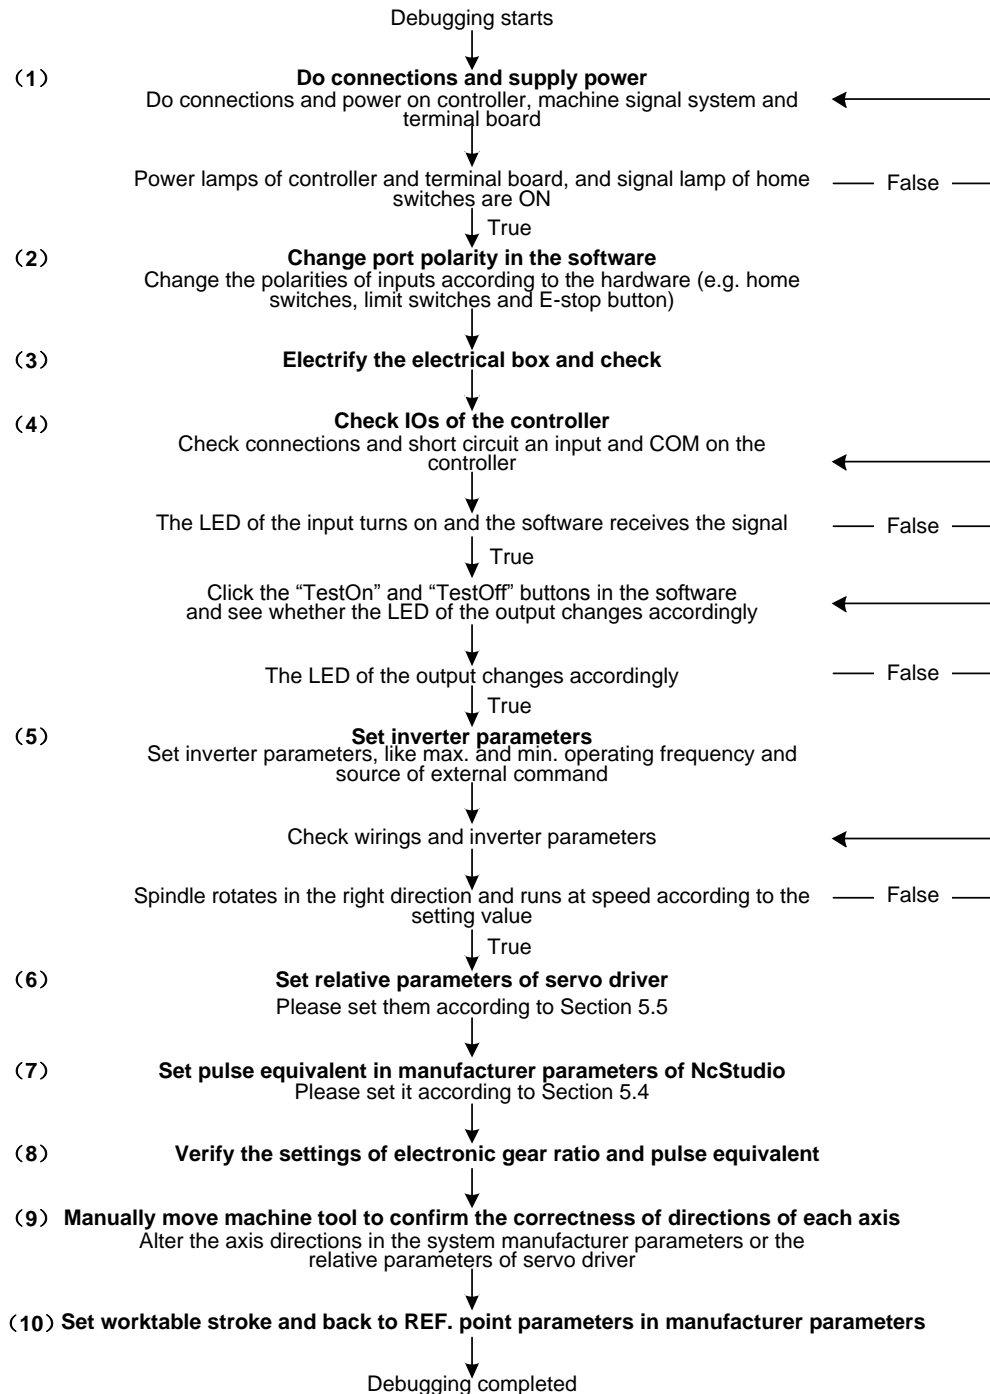 Debugging starts
（1） Do connections and supply power
Do connections and power on controller, machine signal system and
terminal board
Power lamps of controller and terminal board, and signal lamp of home
switches are ON
False
True
（2） Change port polarity in the software
Change the polarities of inputs according to the hardware (e.g. home
switches, limit switches and E-stop button)
（3） Electrify the electrical box and check
（4） Check IOs of the controller
Check connections and short circuit an input and COM on the
controller
The LED of the input turns on and the software receives the signal
False
True
Click the “TestOn” and “TestOff” buttons in the software
and see whether the LED of the output changes accordingly
The LED of the output changes accordingly
False
True
（5） Set inverter parameters
Set inverter parameters, like max. and min. operating frequency and
source of external command
Check wirings and inverter parameters
Spindle rotates in the right direction and runs at speed according to the
setting value
False
True
（6） Set relative parameters of servo driver
Please set them according to Section 5.5
（7） Set pulse equivalent in manufacturer parameters of NcStudio
Please set it according to Section 5.4
（8） Verify the settings of electronic gear ratio and pulse equivalent
（9） Manually move machine tool to confirm the correctness of directions of each axis
Alter the axis directions in the system manufacturer parameters or the
relative parameters of servo driver
（10） Set worktable stroke and back to REF. point parameters in manufacturer parameters
Debugging completed